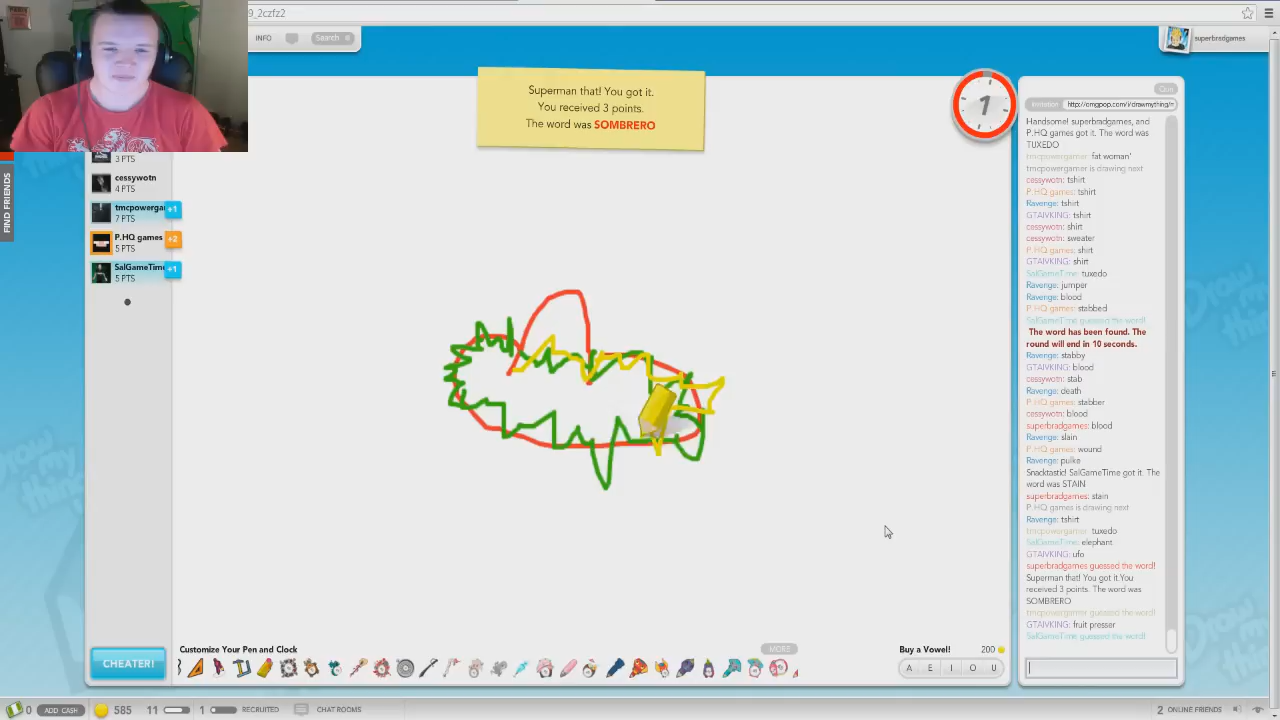 9_2czfz2
INFO
Search
superbradgames
Superman that! You got it.
You received 3 points.
The word was SOMBRERO
1
Coin
Invitation http://omgpop.com/i/drawmything/
FIND FRIENDS
3 PTS
cessywotn
4 PTS
tmcpowergar +1
7 PTS
P.HQ games +2
5 PTS
SalGameTime +1
5 PTS
Handsome! superbradgames, and
P.HQ games got it. The word was
TUXEDO
tmcpowergamer: fat woman'
tmcpowergamer is drawing next
cessywotn: tshirt
P.HQ games: tshirt
Ravenge: tshirt
GTAIVKING: tshirt
cessywotn: shirt
cessywotn: sweater
P.HQ games: shirt
GTAIVKING: shirt
SalGameTime: tuxedo
Ravenge: jumper
Ravenge: blood
P.HQ games: stabbed
SalGameTime guessed the word!
The word has been found. The
round will end in 10 seconds.
Ravenge: stabby
GTAIVKING: blood
cessywotn: stab
Ravenge: death
P.HQ games: stabber
cessywotn: blood
superbradgames: blood
Ravenge: slain
P.HQ games: wound
Ravenge: pulke
Snacktastic! SalGameTime got it. The
word was STAIN
superbradgames: stain
P.HQ games is drawing next
Ravenge: tshirt
tmcpowergamer: tuxedo
SalGameTime: elephant
GTAIVKING: ufo
superbradgames guessed the word!
Superman that! You got it.You
received 3 points. The word was
SOMBRERO
tmcpowergamer guessed the word!
GTAIVKING: fruit presser
SalGameTime guessed the word!
CHEATER!
Customize Your Pen and Clock
MORE
Buy a Vowel! 200
A E I O U
0 ADD CASH 585 11 1 RECRUITED CHAT ROOMS
2 ONLINE FRIENDS